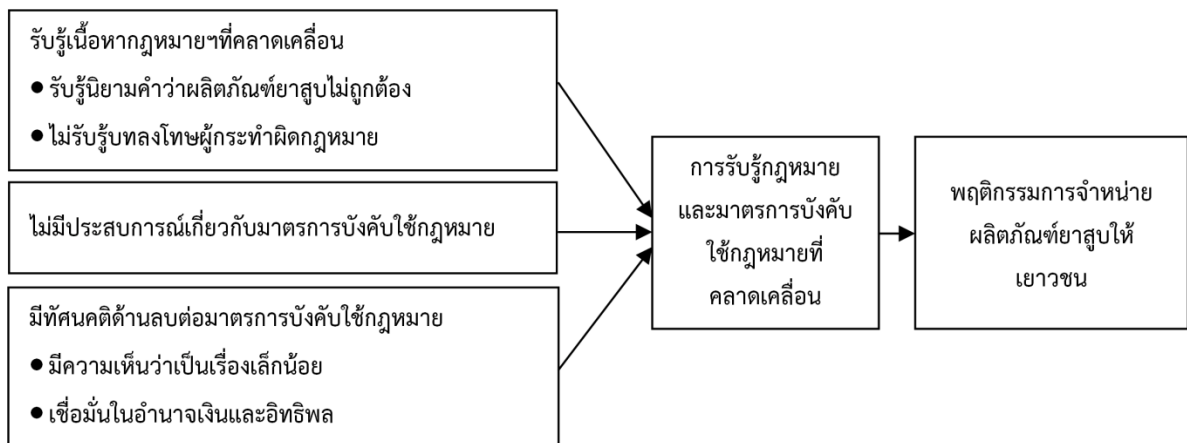 รับรู้เนื้อหากฎหมายฯที่คลาดเคลื่อน
● รับรู้นิยามคำว่าผลิตภัณฑ์ยาสูบไม่ถูกต้อง
● ไม่รับรู้บทลงโทษผู้กระทำผิดกฎหมาย
ไม่มีประสบการณ์เกี่ยวกับมาตรการบังคับใช้กฎหมาย
มีทัศนคติด้านลบต่อมาตรการบังคับใช้กฎหมาย
● มีความเห็นว่าเป็นเรื่องเล็กน้อย
● เชื่อมั่นในอำนาจเงินและอิทธิพล
การรับรู้กฎหมาย
และมาตรการบังคับ
ใช้กฎหมายที่
คลาดเคลื่อน
พฤติกรรมการจำหน่าย
ผลิตภัณฑ์ยาสูบให้
เยาวชน